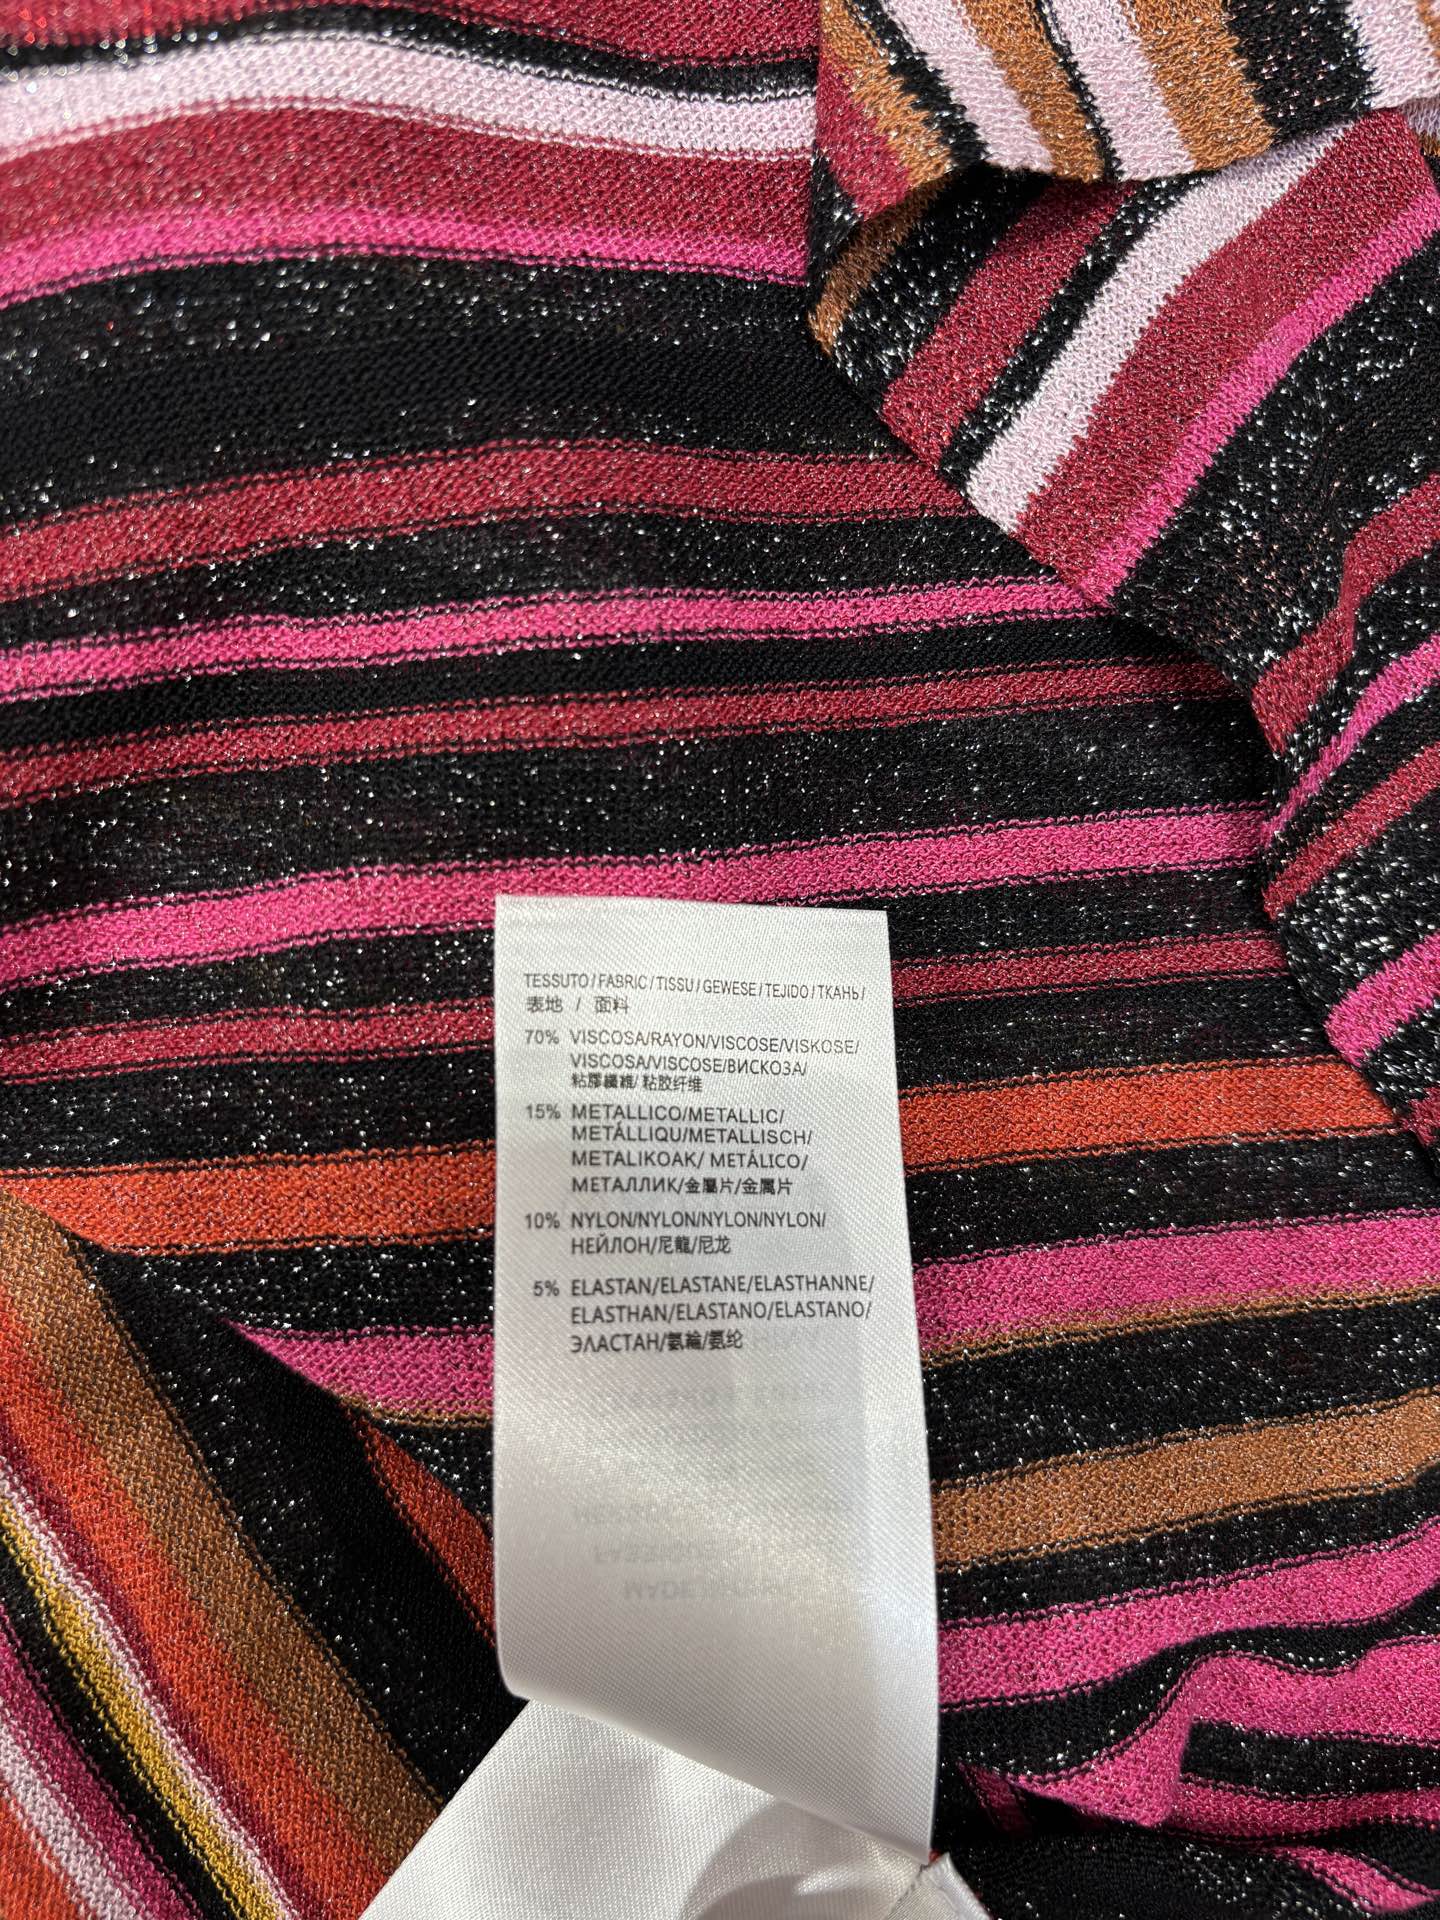 TESSUTO/FABRIC/TISSU/GEWESE/TEJIDO/ТКАНЬ/
表地 / 面料
70% VISCOSA/RAYON/VISCOSE/VISKOSE/
VISCOSA/VISCOSE/ВИСКОЗА/
粘膠纖維/粘胶纤维
15% METALLICO/METALLIC/
METÁLLIQU/METALLISCH/
METALIKOAK/ METÁLICO/
МЕТАЛЛИК/金屬片/金属片
10% NYLON/NYLON/NYLON/NYLON/
НЕЙЛОН/尼龍/尼龙
5% ELASTAN/ELASTANE/ELASTHANNE/
ELASTHAN/ELASTANO/ELASTANO/
ЭЛАСТАН/氨綸/氨纶